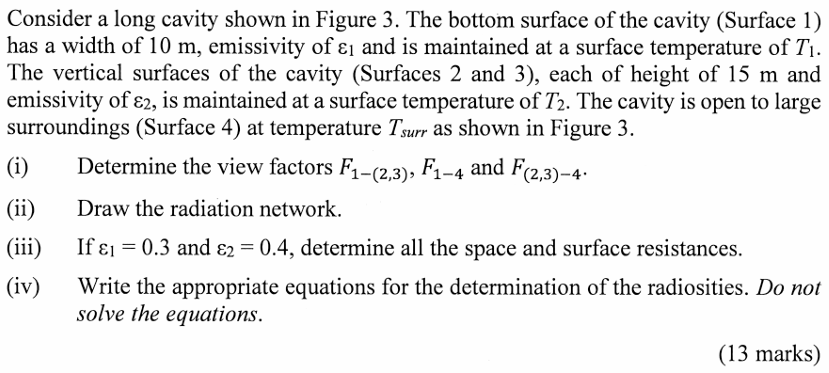 Consider a long cavity shown in Figure 3. The bottom surface of the cavity (Surface 1)
has a width of 10 m, emissivity of ε₁ and is maintained at a surface temperature of T₁.
The vertical surfaces of the cavity (Surfaces 2 and 3), each of height of 15 m and
emissivity of ε₂, is maintained at a surface temperature of T₂. The cavity is open to large
surroundings (Surface 4) at temperature Tsurr as shown in Figure 3.
(i) Determine the view factors F₁₋₍₂,₃₎, F₁₋₄ and F₍₂,₃₎₋₄.
(ii) Draw the radiation network.
(iii) If ε₁ = 0.3 and ε₂ = 0.4, determine all the space and surface resistances.
(iv) Write the appropriate equations for the determination of the radiosities. Do not
solve the equations.
(13 marks)